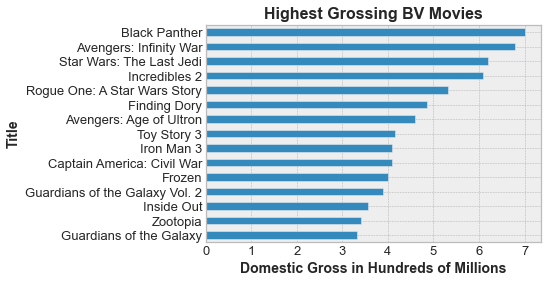 Highest Grossing BV Movies
Black Panther
Avengers: Infinity War
Star Wars: The Last Jedi
Incredibles 2
Rogue One: A Star Wars Story
Finding Dory
Avengers: Age of Ultron
Toy Story 3
Iron Man 3
Captain America: Civil War
Frozen
Guardians of the Galaxy Vol. 2
Inside Out
Zootopia
Guardians of the Galaxy
Title
0 1 2 3 4 5 6 7
Domestic Gross in Hundreds of Millions